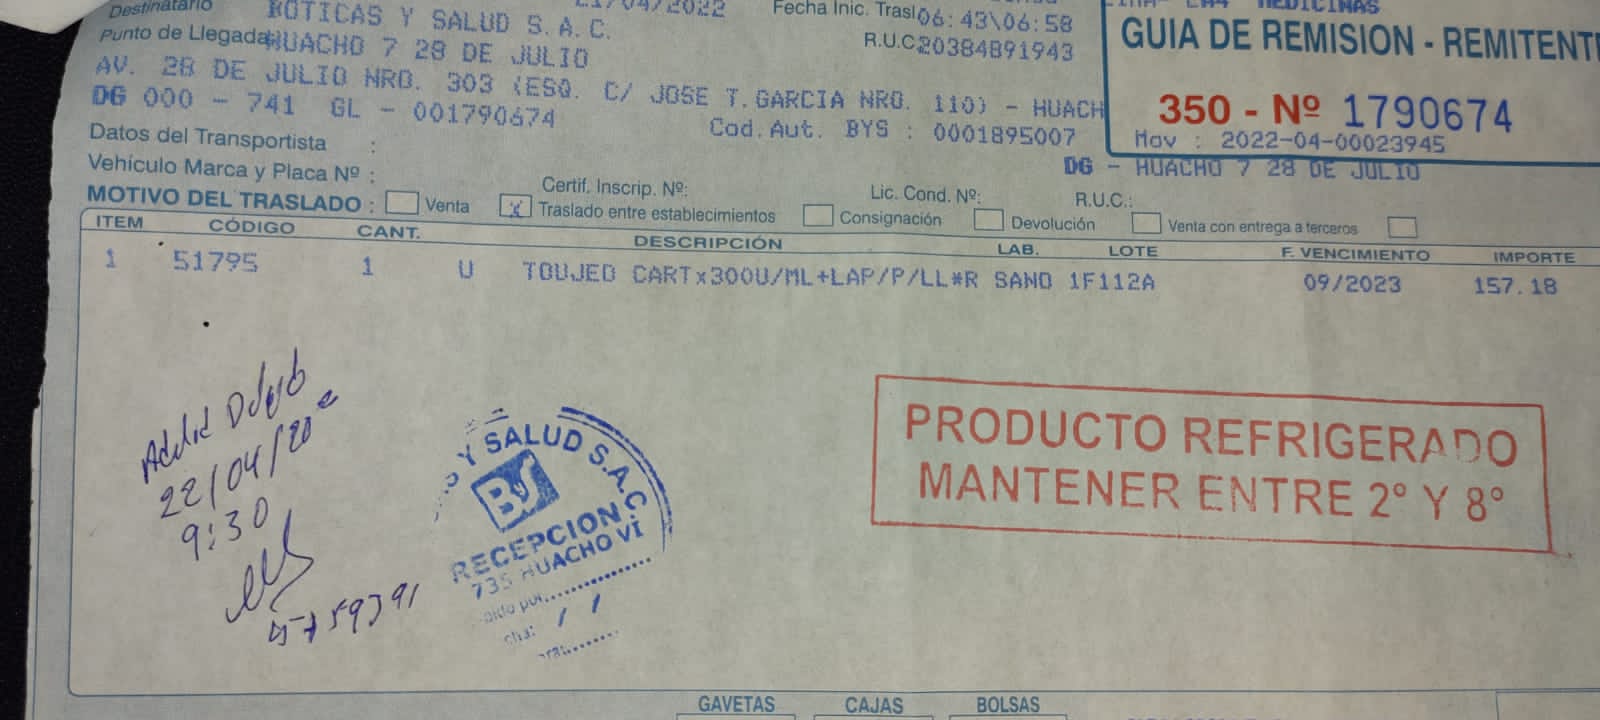 Destinatario BOTICAS Y SALUD S.A.C. 21/04/2022 Fecha Inic. Trasl 06:43\06:58
Punto de Llegada HUACHO 7 28 DE JULIO R.U.C 20384891943
AV. 28 DE JULIO NRO. 303 (ESQ. C/ JOSE T.GARCIA NRO. 110) - HUACH
DG 000 - 741 GL - 001790674 Cod.Aut. BYS : 0001895007
MEDICINAS
GUIA DE REMISION - REMITENTE
350 - Nº 1790674
Mov : 2022-04-00023945
DG - HUACHO 7 28 DE JULIO
Datos del Transportista :
Vehículo Marca y Placa Nº : Certif. Inscrip. Nº: Lic. Cond. Nº: R.U.C.:
MOTIVO DEL TRASLADO : Venta X Traslado entre establecimientos Consignación Devolución Venta con entrega a terceros
ITEM CÓDIGO CANT. DESCRIPCIÓN LAB. LOTE F. VENCIMIENTO IMPORTE
1 51795 1 U TOUJEO CARTx300U/ML+LAP/P/LL*R SANO 1F112A 09/2023 157.18
PRODUCTO REFRIGERADO
MANTENER ENTRE 2° Y 8°
22/04/20
9:30
Y SALUD S.A.C.
BS
RECEPCION
735 HUACHO VI
GAVETAS CAJAS BOLSAS